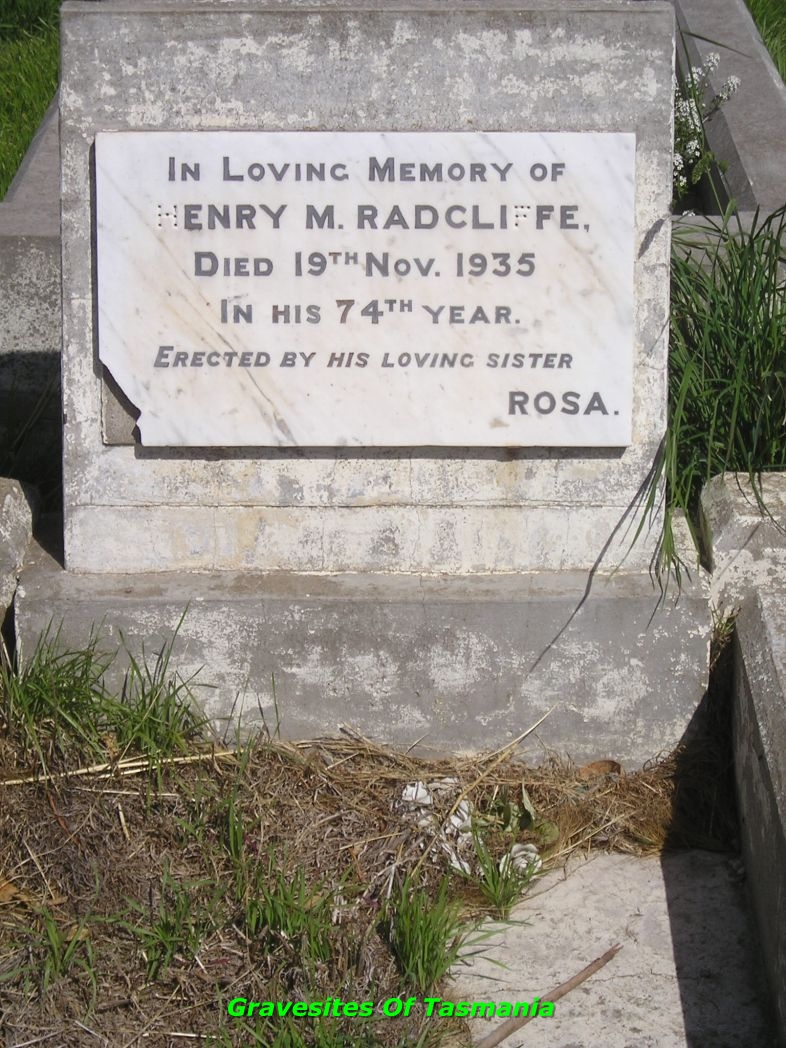 In Loving Memory of
HENRY M. RADCLIFFE,
Died 19TH Nov. 1935
In his 74TH year.
Erected by his loving sister
ROSA.
Gravesites Of Tasmania